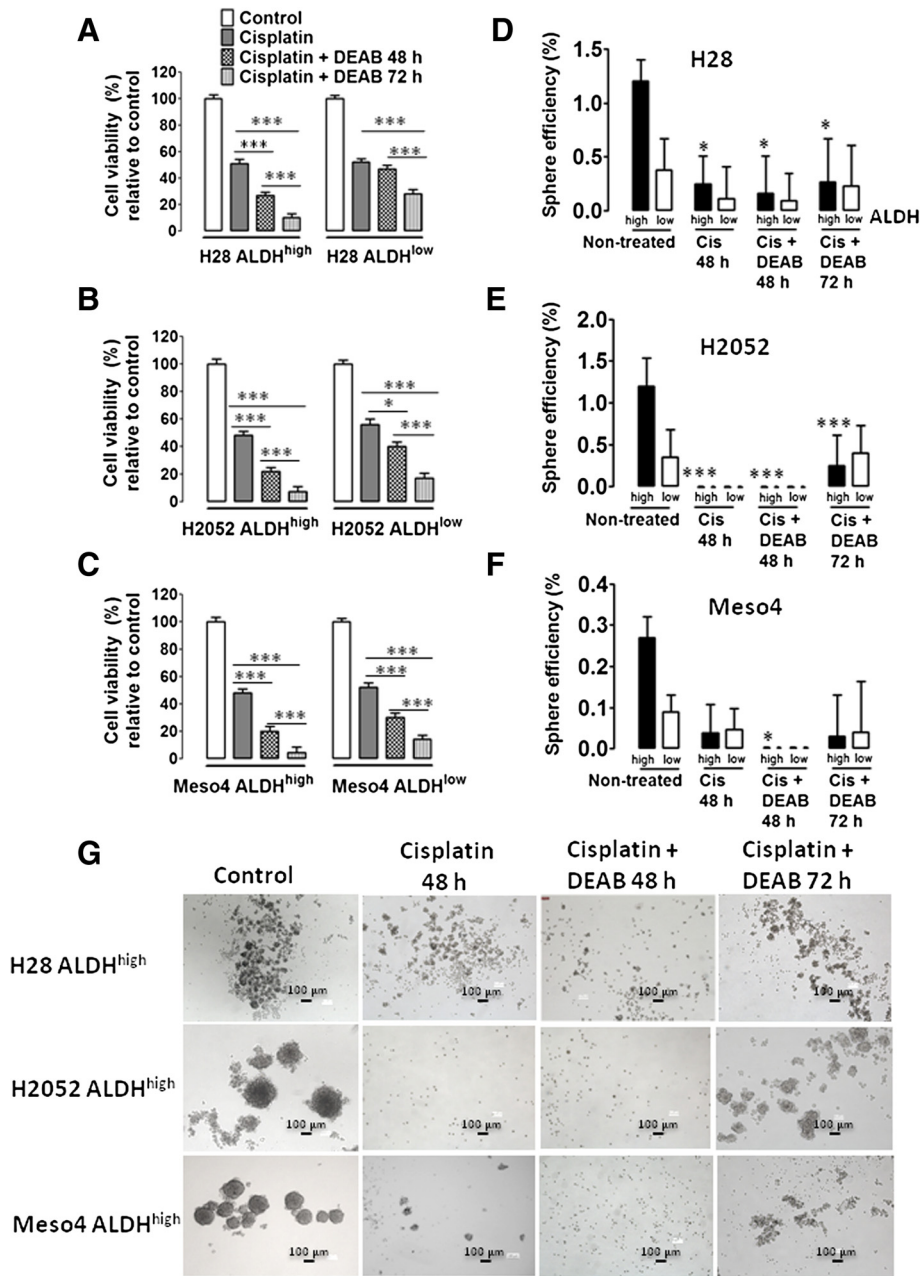 A
Control
Cisplatin
Cisplatin + DEAB 48 h
Cisplatin + DEAB 72 h
Cell viability (%)
relative to control
120
100
80
60
40
20
0
***
***
***
***
***
H28 ALDHhigh
H28 ALDHlow
B
Cell viability (%)
relative to control
120
100
80
60
40
20
0
***
***
***
***
*
***
H2052 ALDHhigh
H2052 ALDHlow
C
Cell viability (%)
relative to control
120
100
80
60
40
20
0
***
***
***
***
***
***
Meso4 ALDHhigh
Meso4 ALDHlow
D
H28
Sphere efficiency (%)
1.5
1.0
0.5
0.0
*
*
*
high low high low high low high low ALDH
Non-treated
Cis
48 h
Cis +
DEAB
48 h
Cis +
DEAB
72 h
E
H2052
Sphere efficiency (%)
2.0
1.5
1.0
0.5
0.0
***
***
***
high low high low high low high low
Non-treated
Cis
48 h
Cis +
DEAB
48 h
Cis +
DEAB
72 h
F
Meso4
Sphere efficiency (%
0.4
0.3
0.2
0.1
0.0
*
high low high low high low high low
Non-treated
Cis
48 h
Cis +
DEAB
48 h
Cis +
DEAB
72 h
G
Control
Cisplatin
48 h
Cisplatin +
DEAB 48 h
Cisplatin +
DEAB 72 h
H28 ALDHhigh
100 µm
100 µm
100 µm
100 µm
H2052 ALDHhigh
100 µm
100 µm
100 µm
100 µm
Meso4 ALDHhigh
100 µm
100 µm
100 µm
100 µm